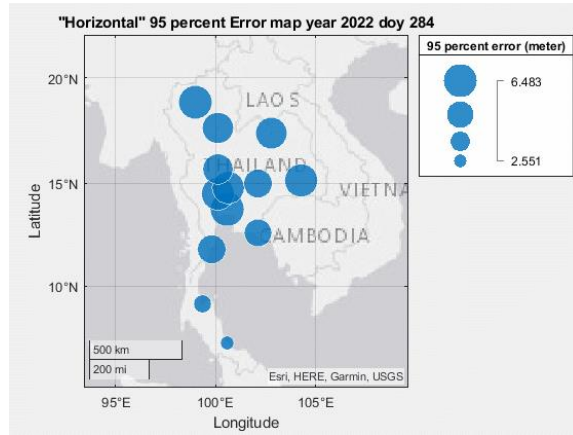 "Horizontal" 95 percent Error map year 2022 doy 284
95 percent error (meter)
6.483
2.551
20°N
15°N
10°N
Latitude
LAO S
THAILAND
VIETNA
CAMBODIA
500 km
200 mi
Esri, HERE, Garmin, USGS
95°E
100°E
105°E
Longitude